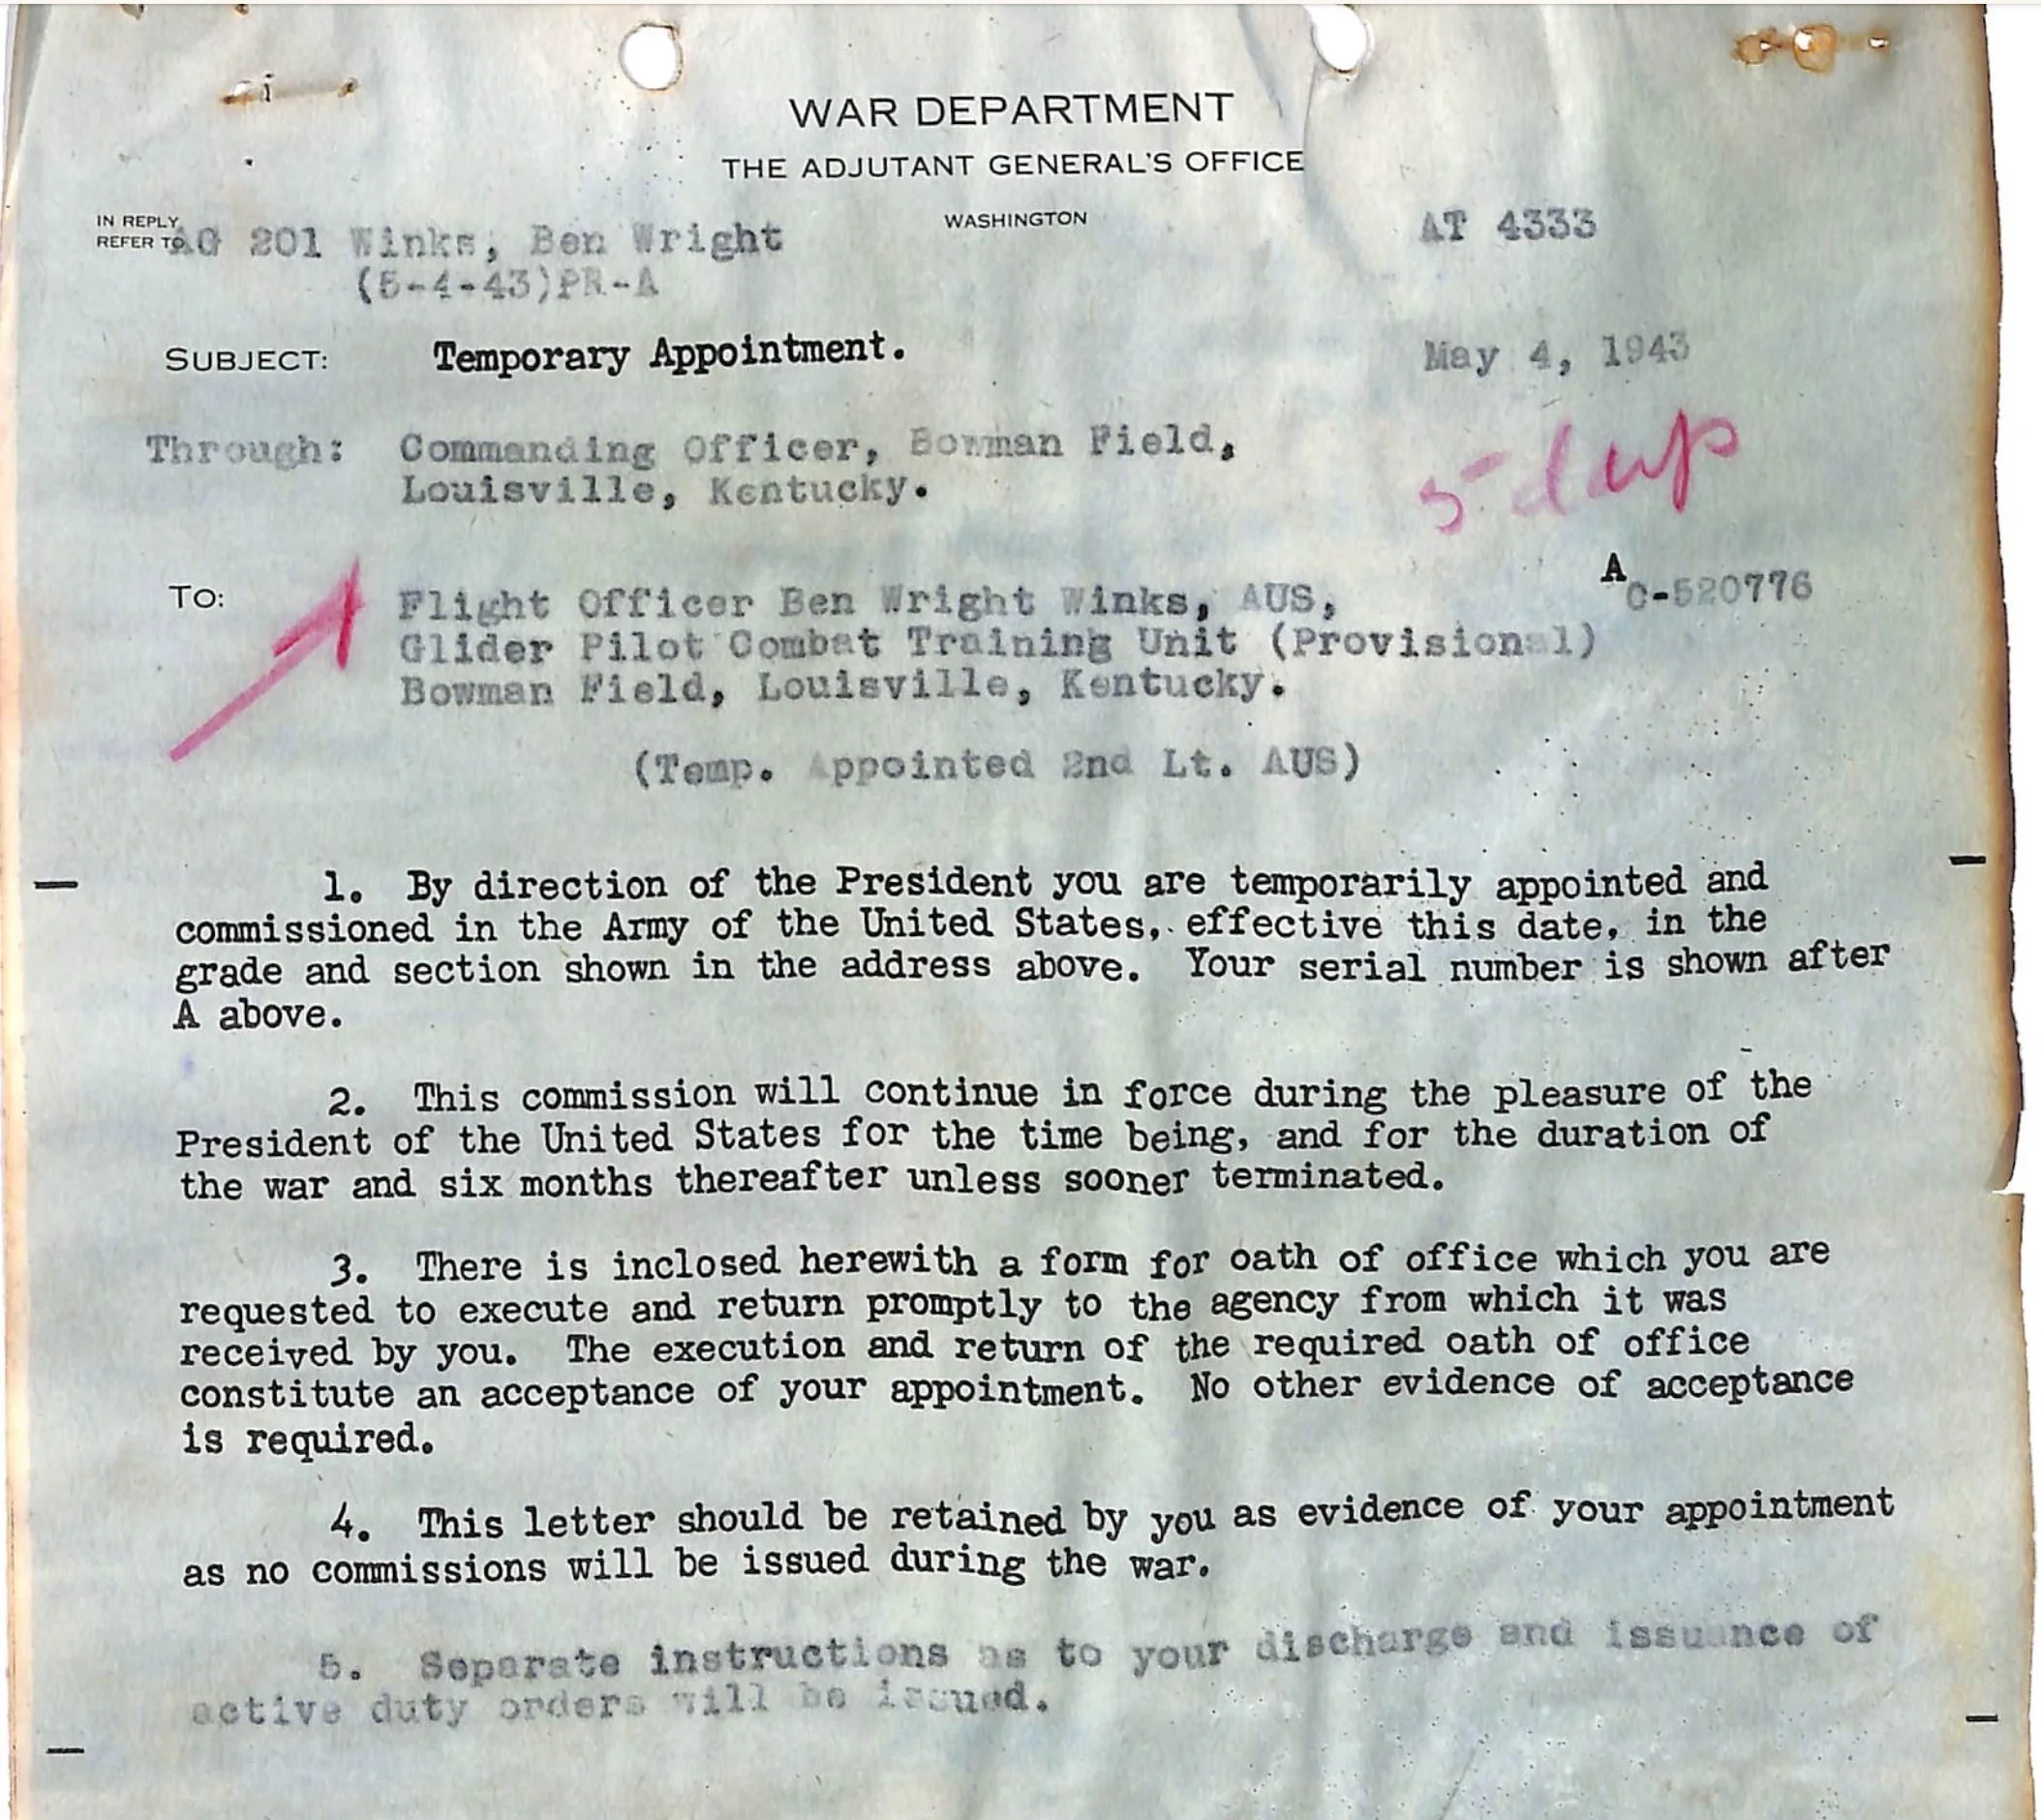 WAR DEPARTMENT
THE ADJUTANT GENERAL'S OFFICE
WASHINGTON
IN REPLY
REFER TO AG 201 Winks, Ben Wright
(5-4-43)PR-A
AT 4333
SUBJECT: Temporary Appointment.
May 4, 1943
Through: Commanding Officer, Bowman Field,
Louisville, Kentucky.
5 dup
A
O-520776
TO: Flight Officer Ben Wright Winks, AUS,
Glider Pilot Combat Training Unit (Provisional)
Bowman Field, Louisville, Kentucky.
(Temp. Appointed 2nd Lt. AUS)
1. By direction of the President you are temporarily appointed and
commissioned in the Army of the United States, effective this date, in the
grade and section shown in the address above. Your serial number is shown after
A above.
2. This commission will continue in force during the pleasure of the
President of the United States for the time being, and for the duration of
the war and six months thereafter unless sooner terminated.
3. There is inclosed herewith a form for oath of office which you are
requested to execute and return promptly to the agency from which it was
received by you. The execution and return of the required oath of office
constitute an acceptance of your appointment. No other evidence of acceptance
is required.
4. This letter should be retained by you as evidence of your appointment
as no commissions will be issued during the war.
5. Separate instructions as to your discharge and issuance of
active duty orders will be issued.